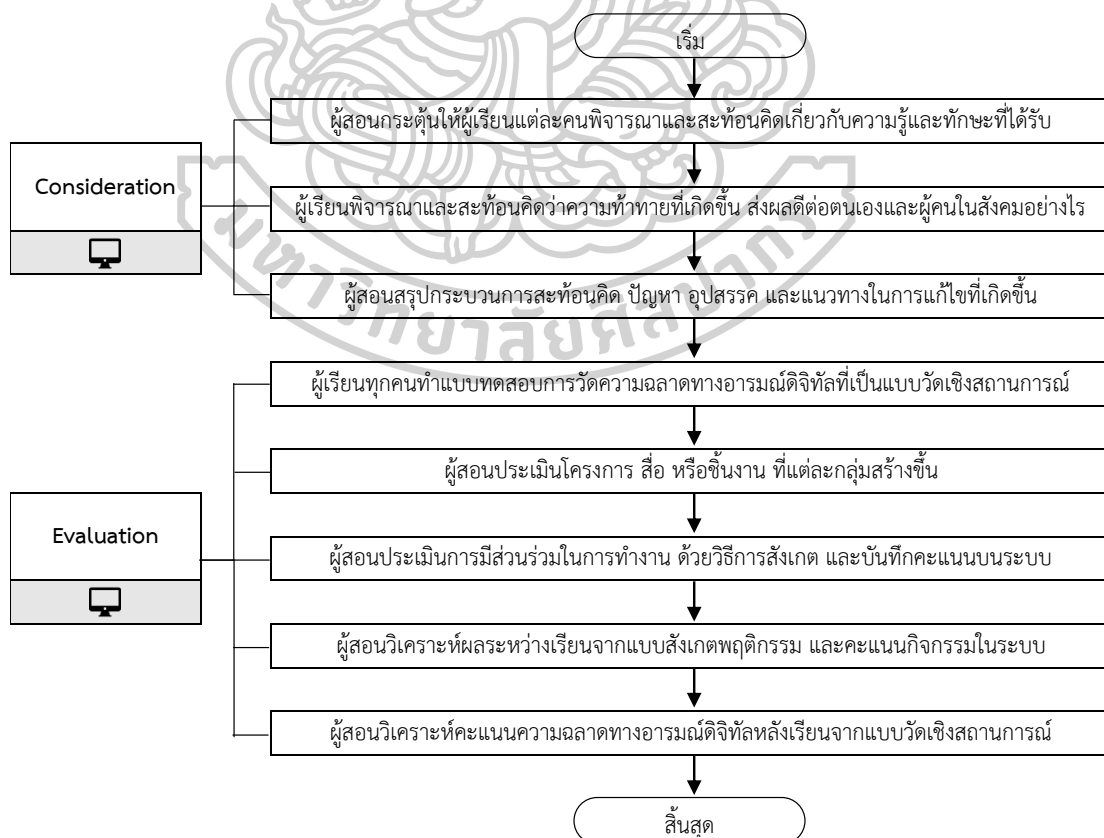 เริ่ม
ผู้สอนกระตุ้นให้ผู้เรียนแต่ละคนพิจารณาและสะท้อนคิดเกี่ยวกับความรู้และทักษะที่ได้รับ
Consideration
ผู้เรียนพิจารณาและสะท้อนคิดว่าความท้าทายที่เกิดขึ้น ส่งผลดีต่อตนเองและผู้คนในสังคมอย่างไร
ผู้สอนสรุปกระบวนการสะท้อนคิด ปัญหา อุปสรรค และแนวทางในการแก้ไขที่เกิดขึ้น
มหาวิทยาลัยศิลปากร
ผู้เรียนทุกคนทำแบบทดสอบการวัดความฉลาดทางอารมณ์ดิจิทัลที่เป็นแบบวัดเชิงสถานการณ์
ผู้สอนประเมินโครงการ สื่อ หรือชิ้นงาน ที่แต่ละกลุ่มสร้างขึ้น
Evaluation
ผู้สอนประเมินการมีส่วนร่วมในการทำงาน ด้วยวิธีการสังเกต และบันทึกคะแนนบนระบบ
ผู้สอนวิเคราะห์ผลระหว่างเรียนจากแบบสังเกตพฤติกรรม และคะแนนกิจกรรมในระบบ
ผู้สอนวิเคราะห์คะแนนความฉลาดทางอารมณ์ดิจิทัลหลังเรียนจากแบบวัดเชิงสถานการณ์
สิ้นสุด